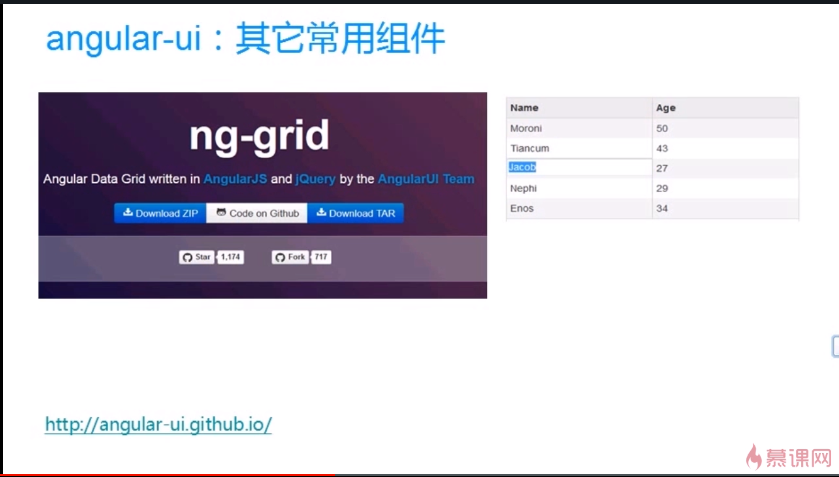 angular-ui：其它常用组件
ng-grid
Angular Data Grid written in AngularJS and jQuery by the AngularUI Team
Download ZIP Code on Github Download TAR
Star 1,174 Fork 717
Name Age
Moroni 50
Tiancum 43
Jacob 27
Nephi 29
Enos 34
http://angular-ui.github.io/
慕课网